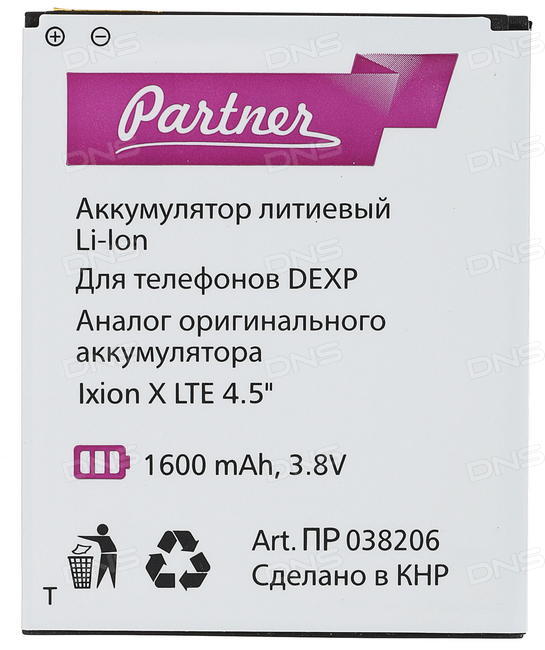 Partner
Аккумулятор литиевый
Li-Ion
Для телефонов DEXP
Аналог оригинального
аккумулятора
Ixion X LTE 4.5"
1600 mAh, 3.8V
Art. ПР 038206
Сделано в КНР
T
DNS